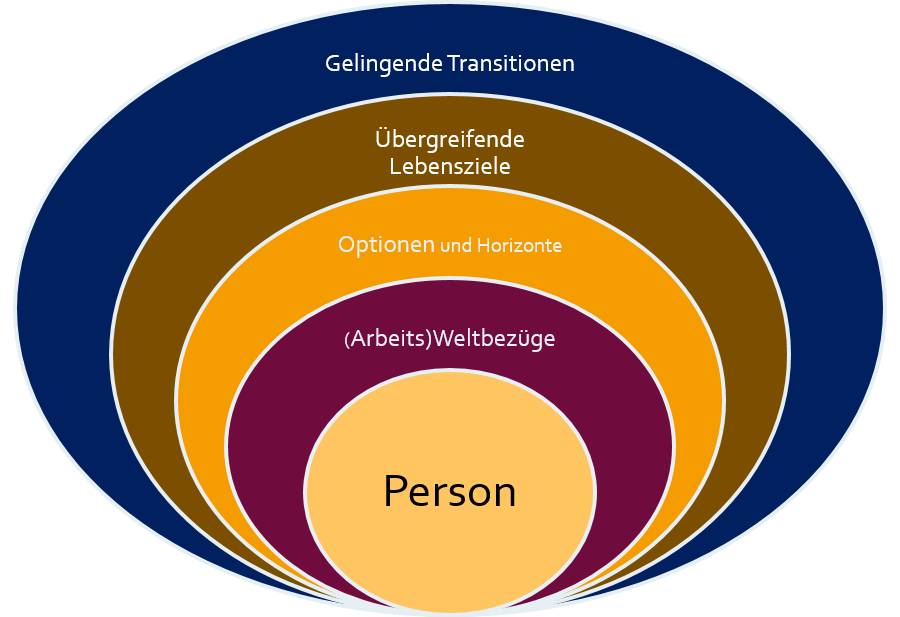 Gelingende Transitionen
Übergreifende
Lebensziele
Optionen und Horizonte
(Arbeits)Weltbezüge
Person